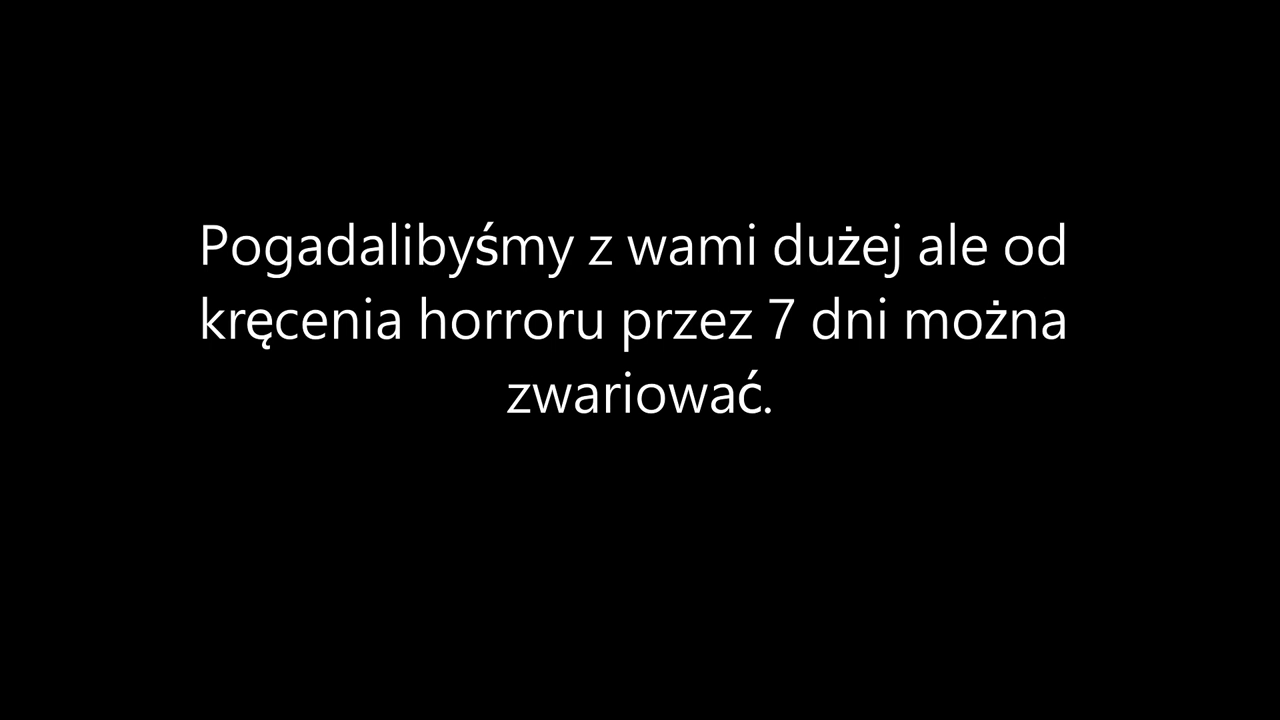 Pogadalibyśmy z wami dużej ale od
kręcenia horroru przez 7 dni można
zwariować.